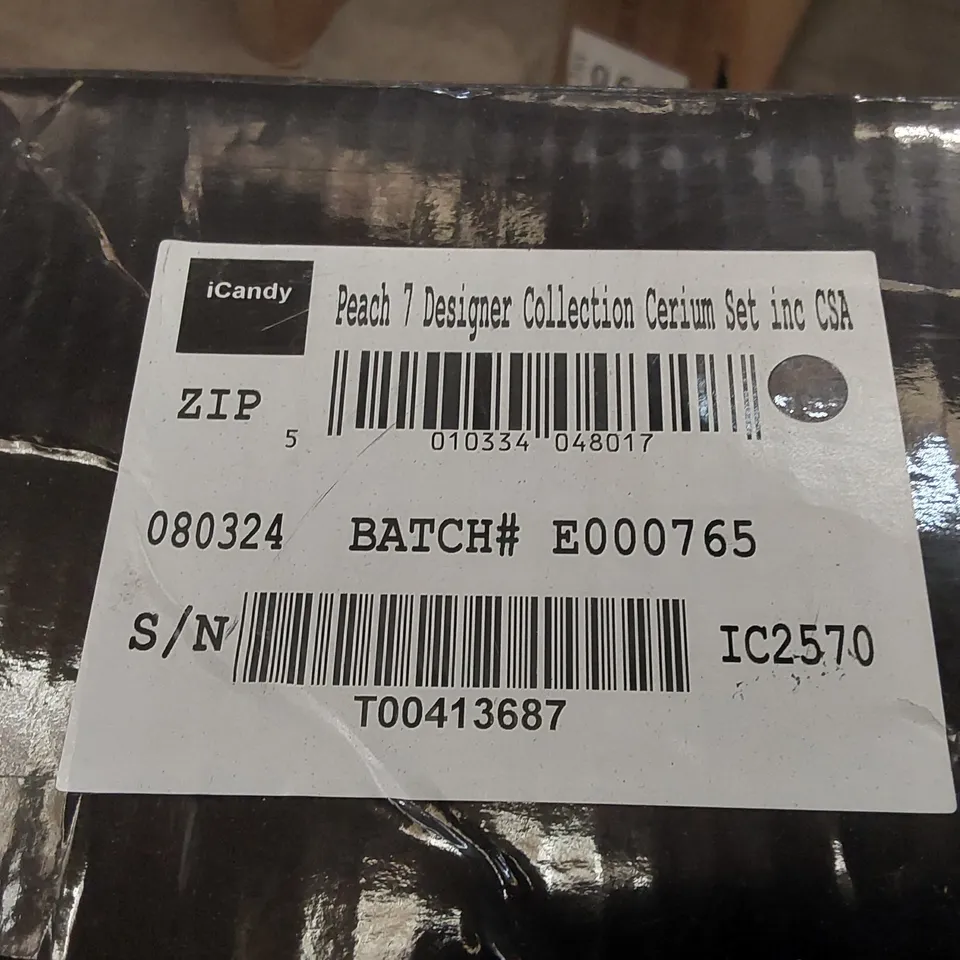 iCandy
Peach 7 Designer Collection Cerium Set inc CSA
ZIP
5 010334 048017
080324 BATCH# E000765
S/N
IC2570
T00413687